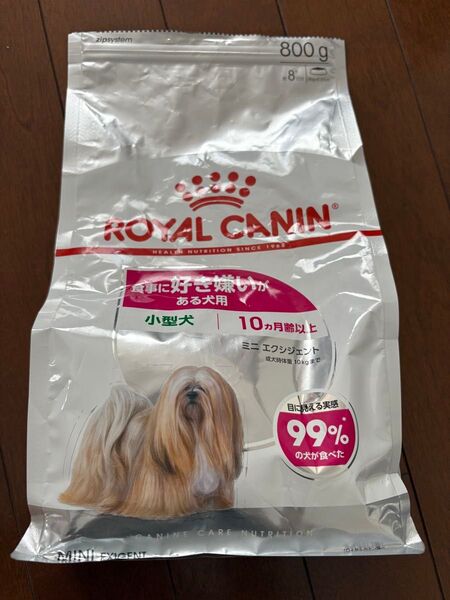 zipsystem
800g
8
ROYAL CANIN
HEALTH NUTRITION SINCE 1968
食事に好き嫌いが
ある犬用
小型犬
10ヵ月齢以上
ミニ エクシジェント
成犬時体重 10kgまで
目に見える実感
99%
の犬が食べた
CANINE CARE NUTRITION
MINI EXIGENT